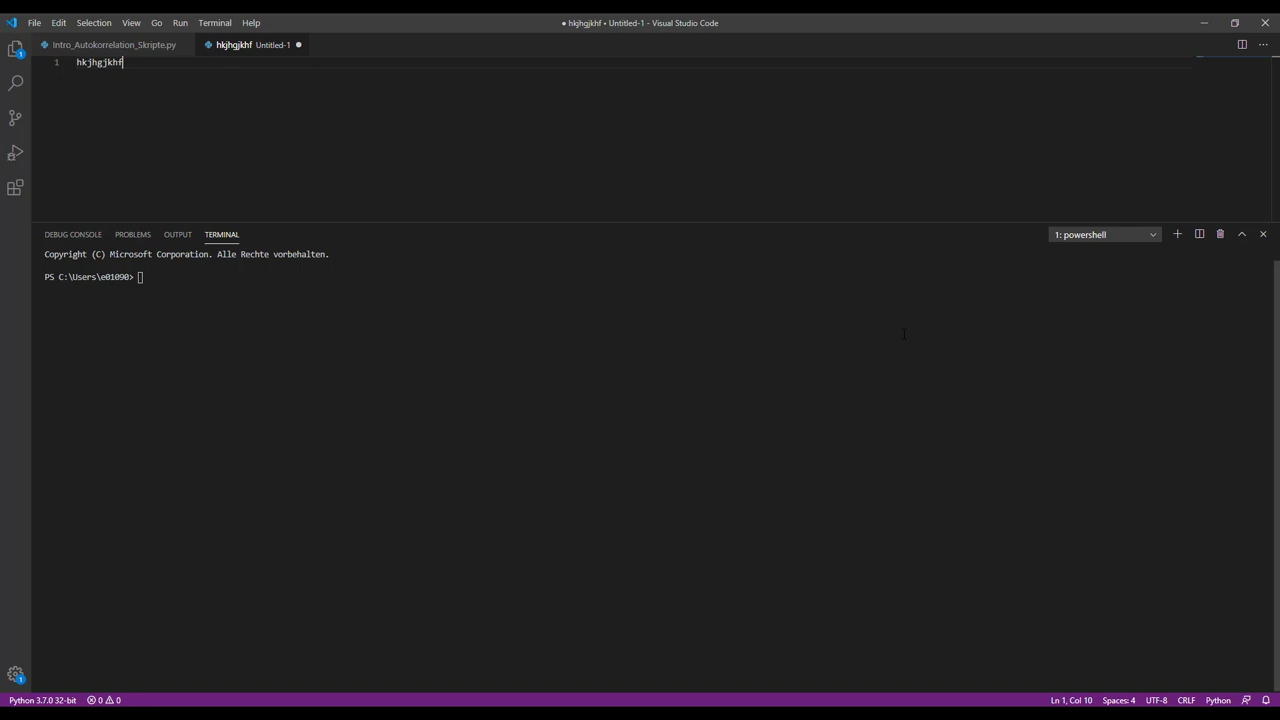 File Edit Selection View Go Run Terminal Help
● hkjhgjkhf • Untitled-1 - Visual Studio Code
Intro_Autokorrelation_Skripte.py
hkjhgjkhf Untitled-1
1 hkjhgjkhf
DEBUG CONSOLE PROBLEMS OUTPUT TERMINAL
1: powershell
Copyright (C) Microsoft Corporation. Alle Rechte vorbehalten.
PS C:\Users\e01090>
1
1
Python 3.7.0 32-bit
0 0
Ln 1, Col 10 Spaces: 4 UTF-8 CRLF Python